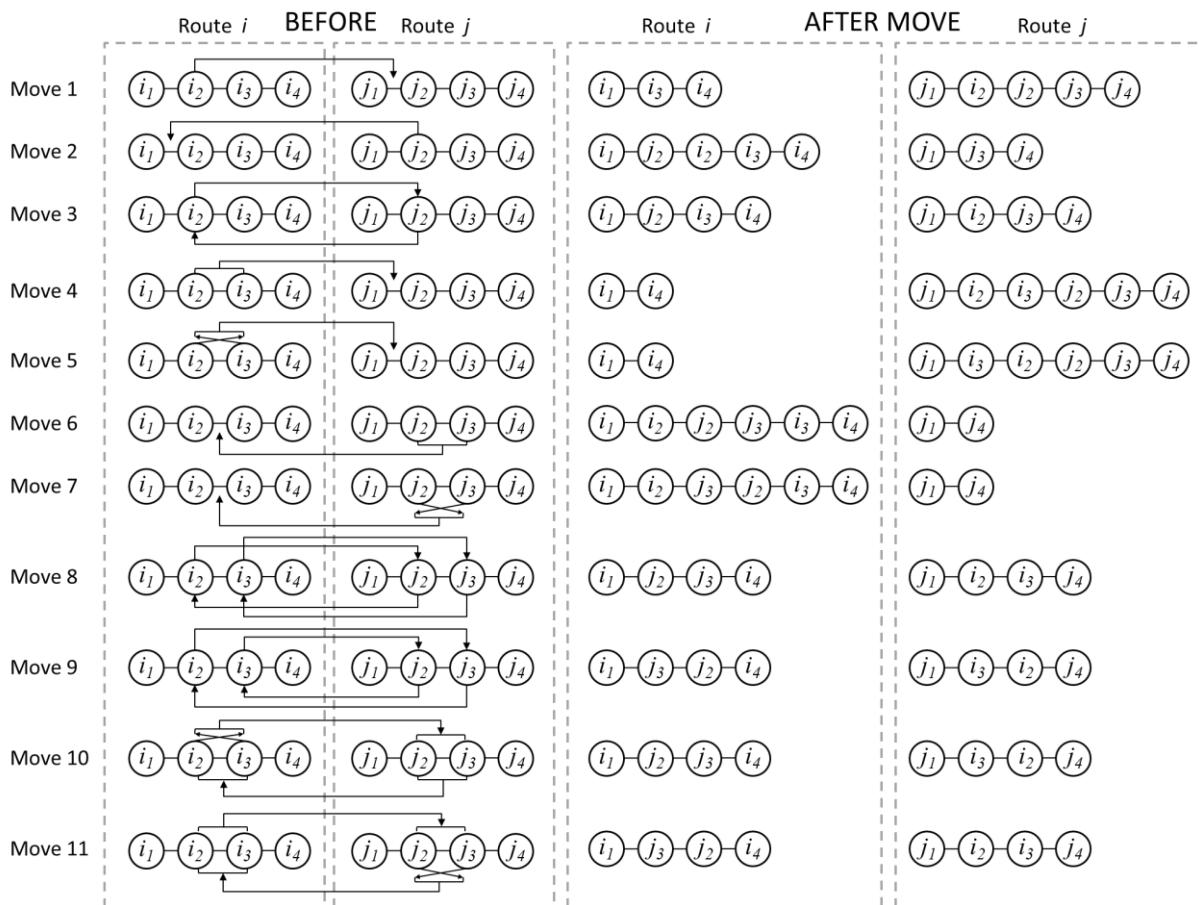 BEFORE AFTER MOVE
Route i Route j Route i Route j
Move 1 i1 i2 i3 i4 j1 j2 j3 j4 i1 i3 i4 j1 i2 j2 j3 j4
Move 2 i1 i2 i3 i4 j1 j2 j3 j4 i1 j2 i2 i3 i4 j1 j3 j4
Move 3 i1 i2 i3 i4 j1 j2 j3 j4 i1 j2 i3 i4 j1 i2 j3 j4
Move 4 i1 i2 i3 i4 j1 j2 j3 j4 i1 i4 j1 i2 i3 j2 j3 j4
Move 5 i1 i2 i3 i4 j1 j2 j3 j4 i1 i4 j1 i3 i2 j2 j3 j4
Move 6 i1 i2 i3 i4 j1 j2 j3 j4 i1 i2 j2 j3 i3 i4 j1 j4
Move 7 i1 i2 i3 i4 j1 j2 j3 j4 i1 i2 j3 j2 i3 i4 j1 j4
Move 8 i1 i2 i3 i4 j1 j2 j3 j4 i1 j2 j3 i4 j1 i2 i3 j4
Move 9 i1 i2 i3 i4 j1 j2 j3 j4 i1 j3 j2 i4 j1 i3 i2 j4
Move 10 i1 i2 i3 i4 j1 j2 j3 j4 i1 j2 j3 i4 j1 i3 i2 j4
Move 11 i1 i2 i3 i4 j1 j2 j3 j4 i1 j3 j2 i4 j1 i2 i3 j4